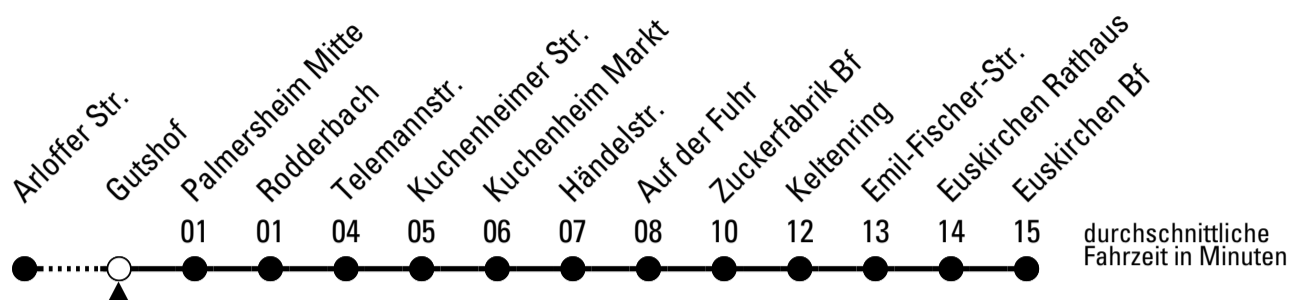 Arloffer Str.
Gutshof
Palmersheim Mitte
Rodderbach
Telemannstr.
Kuchenheimer Str.
Kuchenheim Markt
Händelstr.
Auf der Fuhr
Zuckerfabrik Bf
Keltenring
Emil-Fischer-Str.
Euskirchen Rathaus
Euskirchen Bf
01 01 04 05 06 07 08 10 12 13 14 15
durchschnittliche
Fahrzeit in Minuten